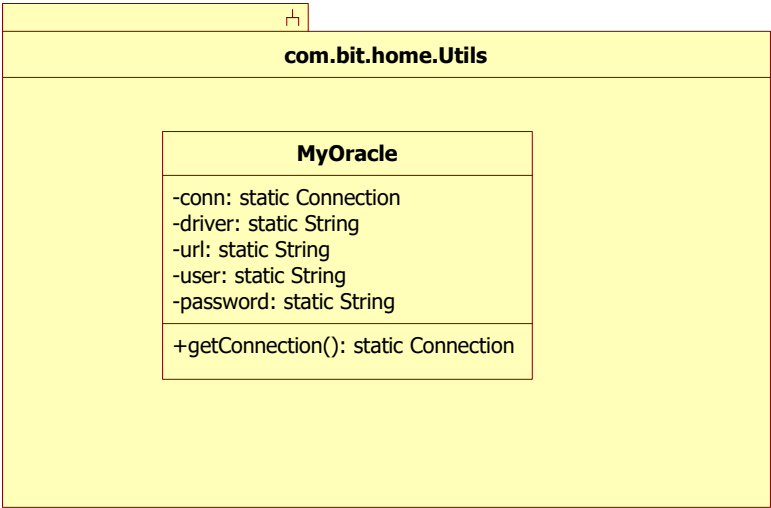 com.bit.home.Utils
MyOracle
-conn: static Connection
-driver: static String
-url: static String
-user: static String
-password: static String
+getConnection(): static Connection